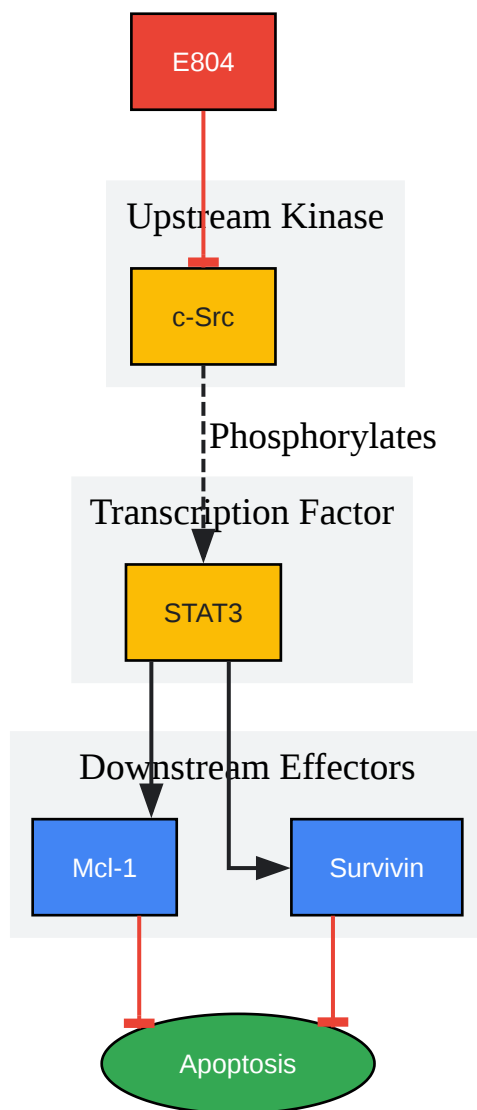 E804
Upstream Kinase
c-Src
Phosphorylates
Transcription Factor
STAT3
Downstream Effectors
Mcl-1
Survivin
Apoptosis